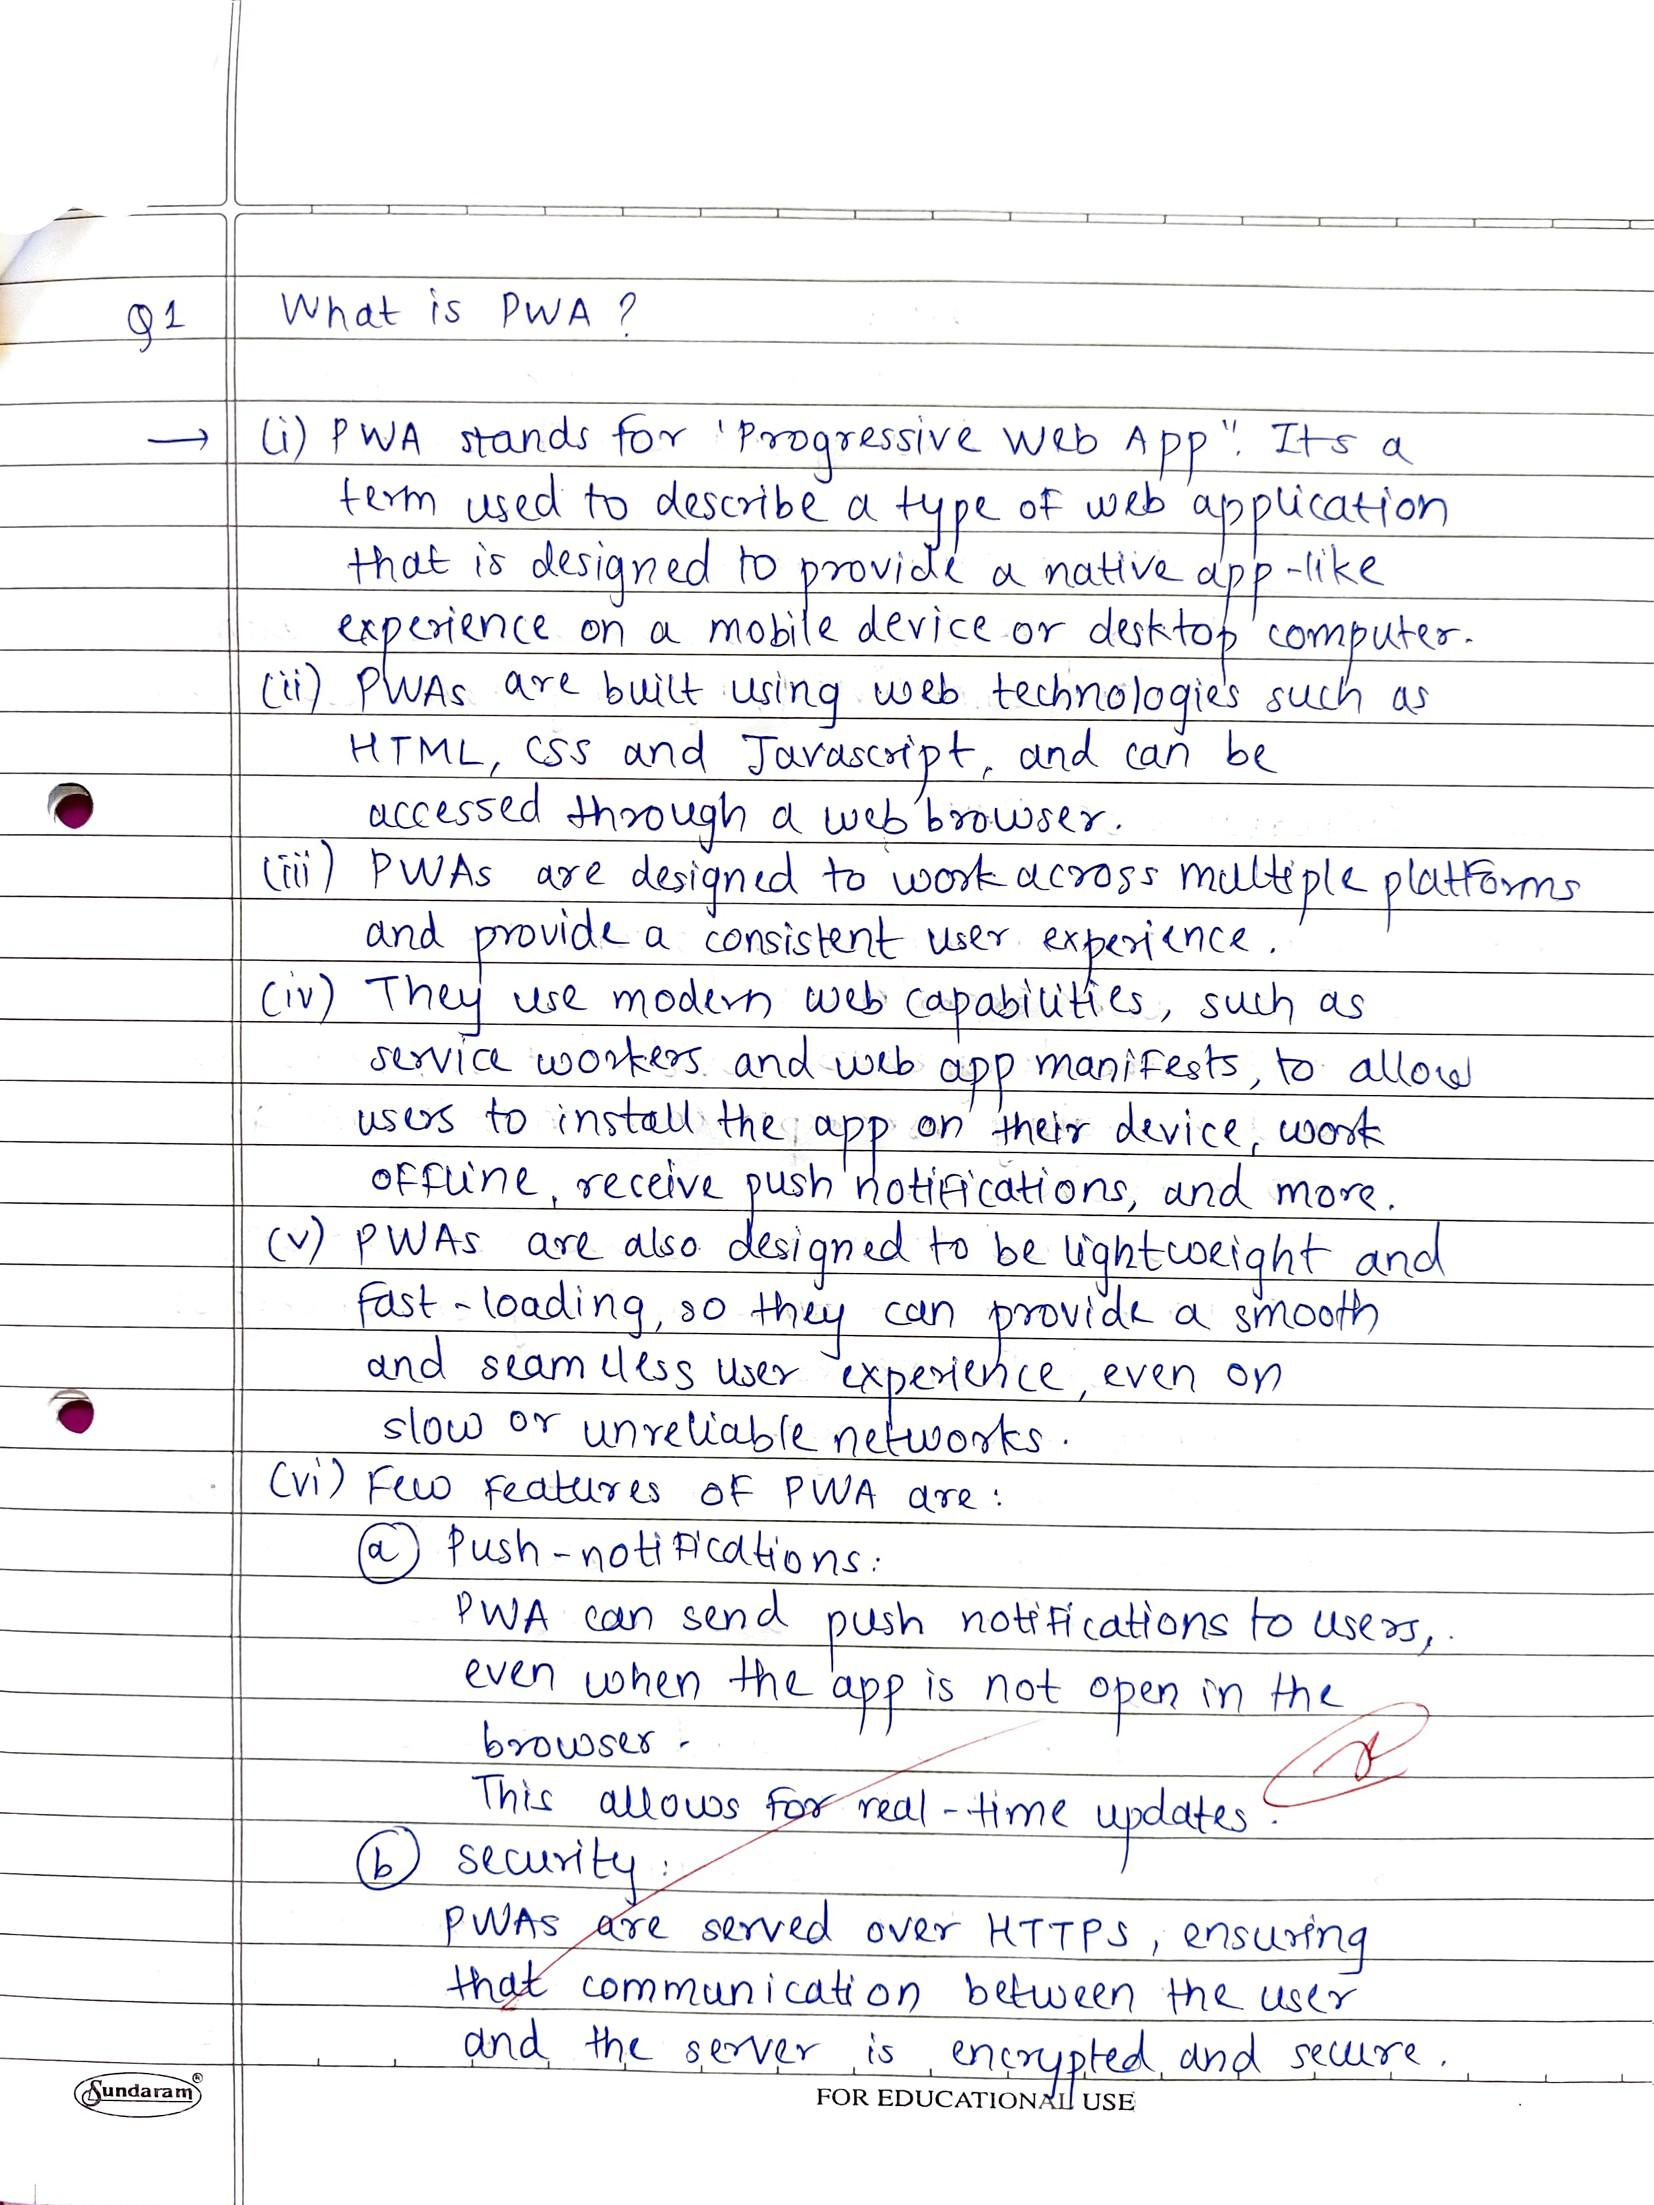 Q1 What is PWA ?
→ (i) PWA stands for 'Progressive Web App". Its a
term used to describe a type of web application
that is designed to provide a native app-like
experience on a mobile device or desktop computer.
(ii) PWAs are built using web technologies such as
HTML, CSS and Javascript, and can be
accessed through a web browser.
(iii) PWAs are designed to work across multiple platforms
and provide a consistent user experience.
(iv) They use modern web capabilities, such as
service workers and web app manifests, to allow
users to install the app on their device, work
offline, receive push notifications, and more.
(v) PWAs are also designed to be lightweight and
fast-loading, so they can provide a smooth
and seamless user experience, even on
slow or unreliable networks.
(vi) Few features of PWA are:
(a) Push-notifications:
PWA can send push notifications to users,
even when the app is not open in the
browser.
This allows for real-time updates.
(b) security:
PWAs are served over HTTPS, ensuring
that communication between the user
and the server is encrypted and secure.
Sundaram®
FOR EDUCATIONAL USE